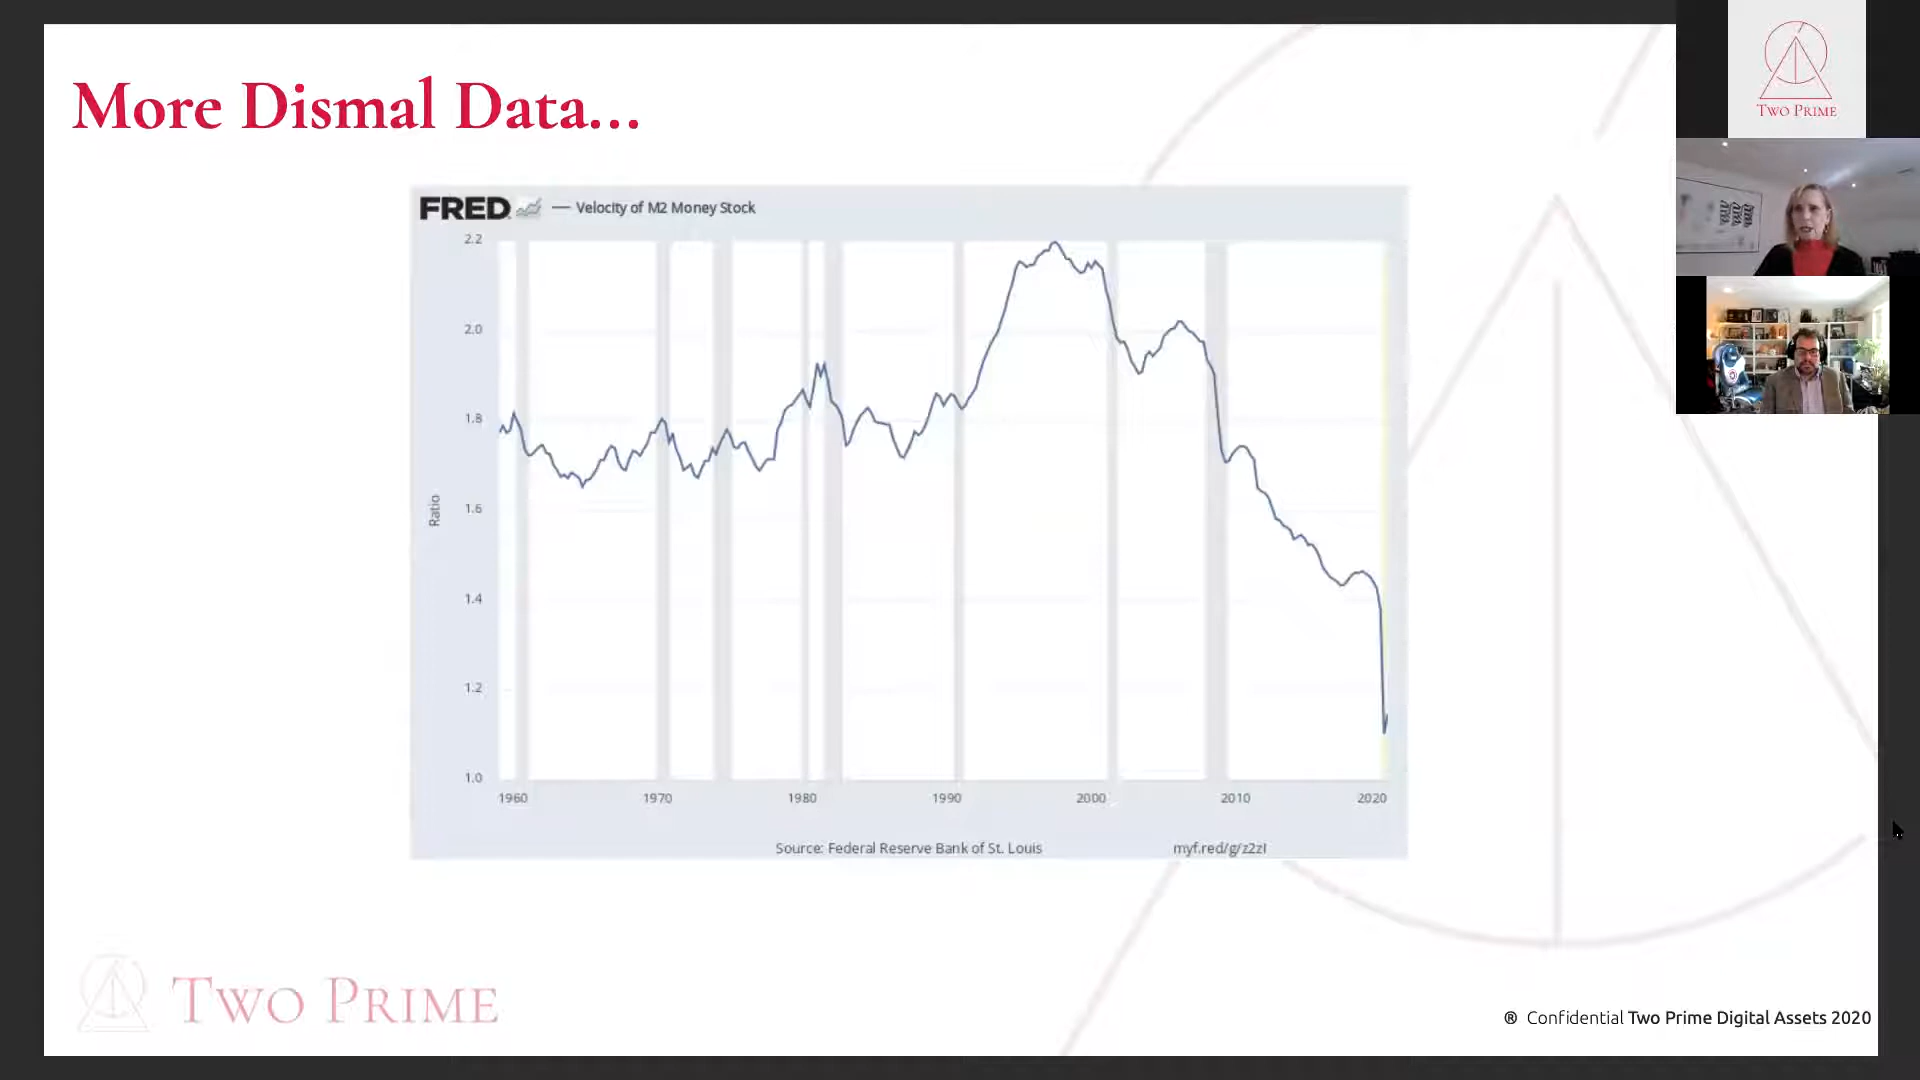 More Dismal Data...
TWO PRIME
FRED
Velocity of M2 Money Stock
2.2
2.0
1.8
1.6
1.4
1.2
1.0
Ratio
1960 1970 1980 1990 2000 2010 2020
Source: Federal Reserve Bank of St. Louis
myf.red/g/z2zI
TWO PRIME
® Confidential Two Prime Digital Assets 2020